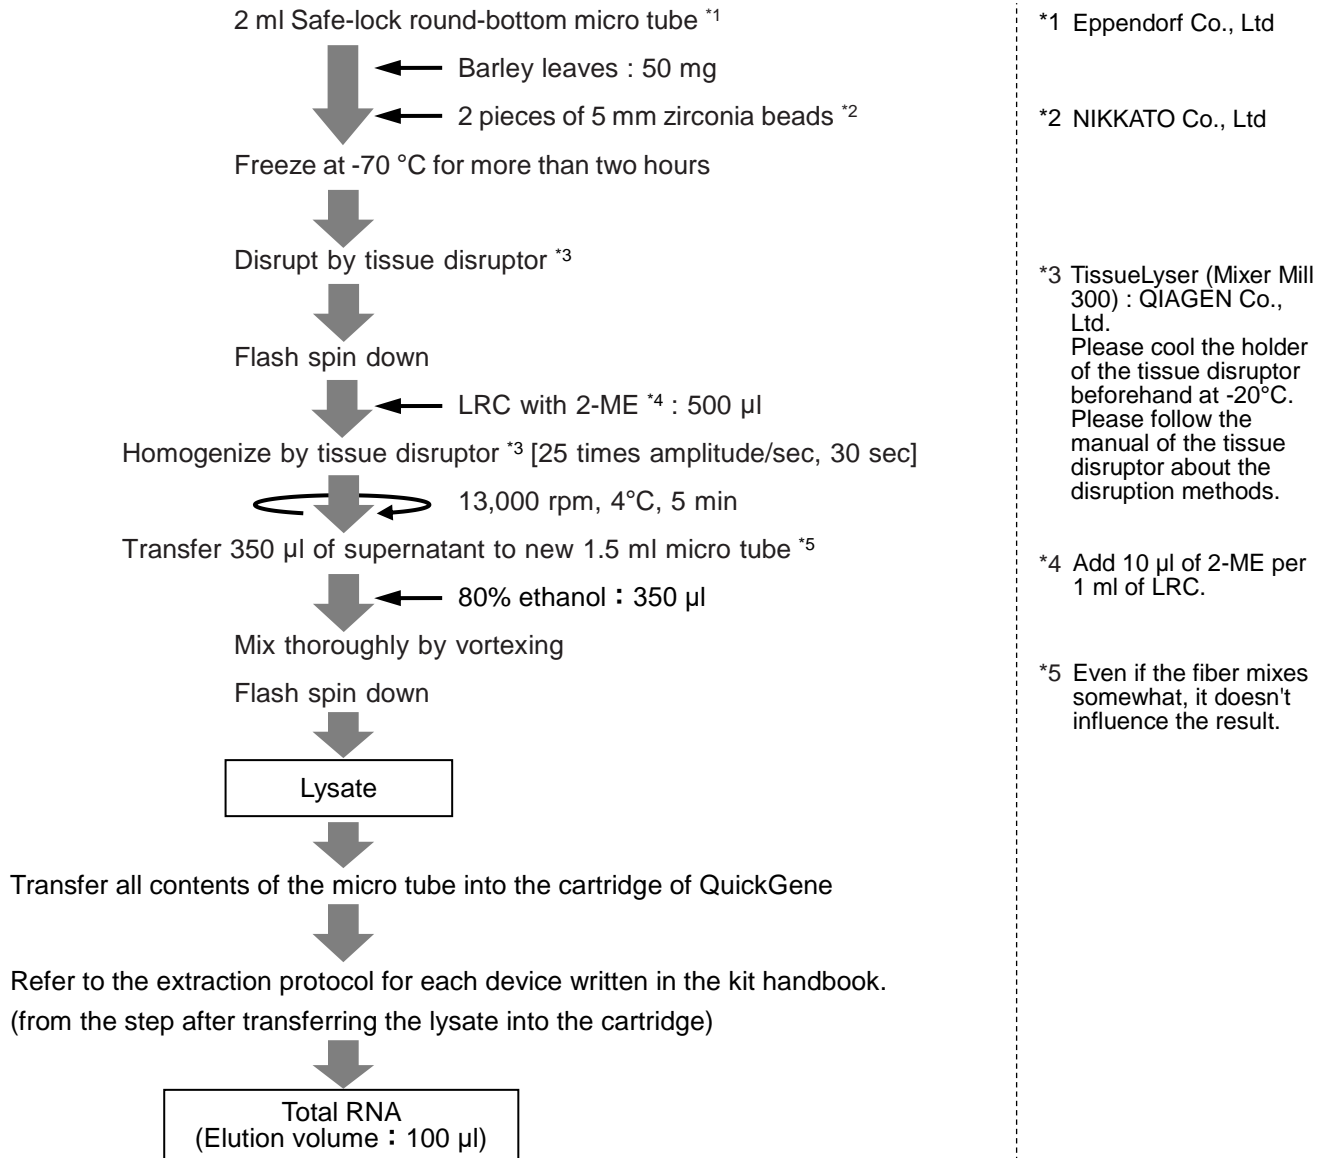 2 ml Safe-lock round-bottom micro tube *1
Barley leaves : 50 mg
2 pieces of 5 mm zirconia beads *2
Freeze at -70 °C for more than two hours
Disrupt by tissue disruptor *3
Flash spin down
LRC with 2-ME *4 : 500 µl
Homogenize by tissue disruptor *3 [25 times amplitude/sec, 30 sec]
13,000 rpm, 4°C, 5 min
Transfer 350 µl of supernatant to new 1.5 ml micro tube *5
80% ethanol：350 µl
Mix thoroughly by vortexing
Flash spin down
Lysate
Transfer all contents of the micro tube into the cartridge of QuickGene
Refer to the extraction protocol for each device written in the kit handbook.
(from the step after transferring the lysate into the cartridge)
Total RNA
(Elution volume：100 µl)
*1 Eppendorf Co., Ltd
*2 NIKKATO Co., Ltd
*3 TissueLyser (Mixer Mill
300) : QIAGEN Co.,
Ltd.
Please cool the holder
of the tissue disruptor
beforehand at -20°C.
Please follow the
manual of the tissue
disruptor about the
disruption methods.
*4 Add 10 µl of 2-ME per
1 ml of LRC.
*5 Even if the fiber mixes
somewhat, it doesn't
influence the result.